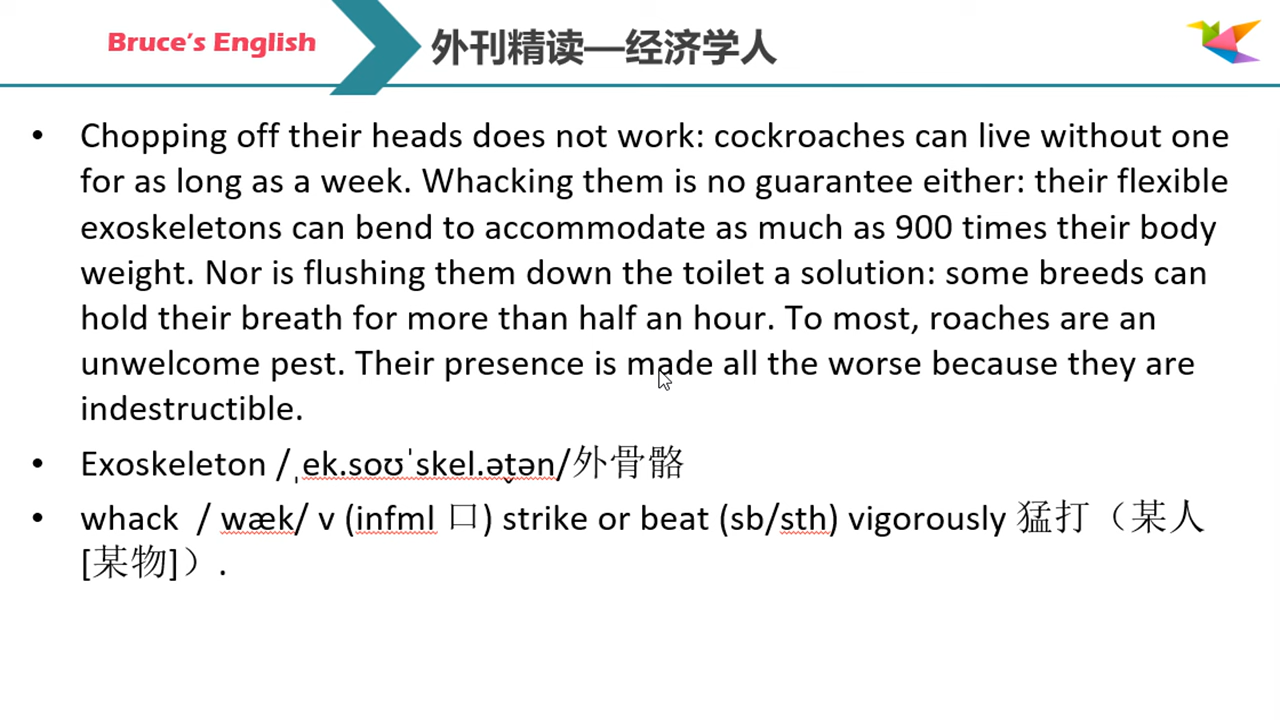 Bruce's English
外刊精读—经济学人
• Chopping off their heads does not work: cockroaches can live without one
for as long as a week. Whacking them is no guarantee either: their flexible
exoskeletons can bend to accommodate as much as 900 times their body
weight. Nor is flushing them down the toilet a solution: some breeds can
hold their breath for more than half an hour. To most, roaches are an
unwelcome pest. Their presence is made all the worse because they are
indestructible.
• Exoskeleton /ˌek.soʊˈskel.ət̬ən/外骨骼
• whack / wæk/ v (infml 口) strike or beat (sb/sth) vigorously 猛打（某人
[某物]）.